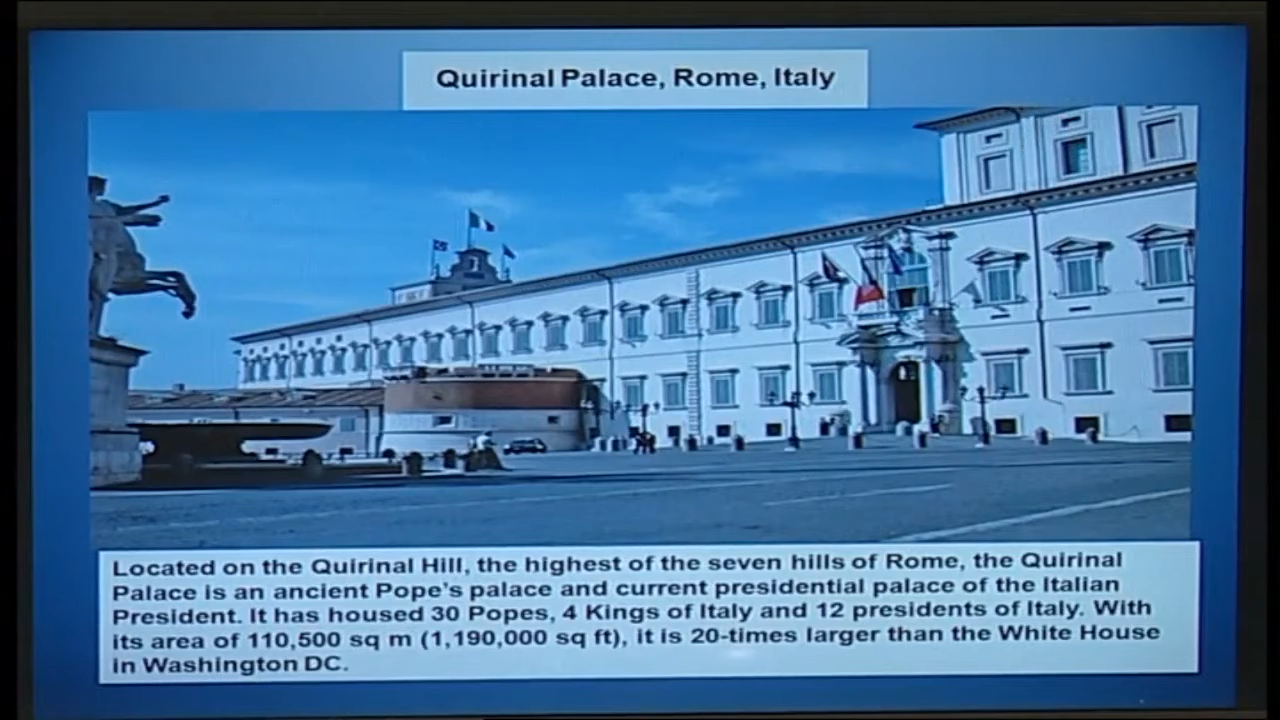 Quirinal Palace, Rome, Italy
Located on the Quirinal Hill, the highest of the seven hills of Rome, the Quirinal
Palace is an ancient Pope's palace and current presidential palace of the Italian
President. It has housed 30 Popes, 4 Kings of Italy and 12 presidents of Italy. With
its area of 110,500 sq m (1,190,000 sq ft), it is 20-times larger than the White House
in Washington DC.